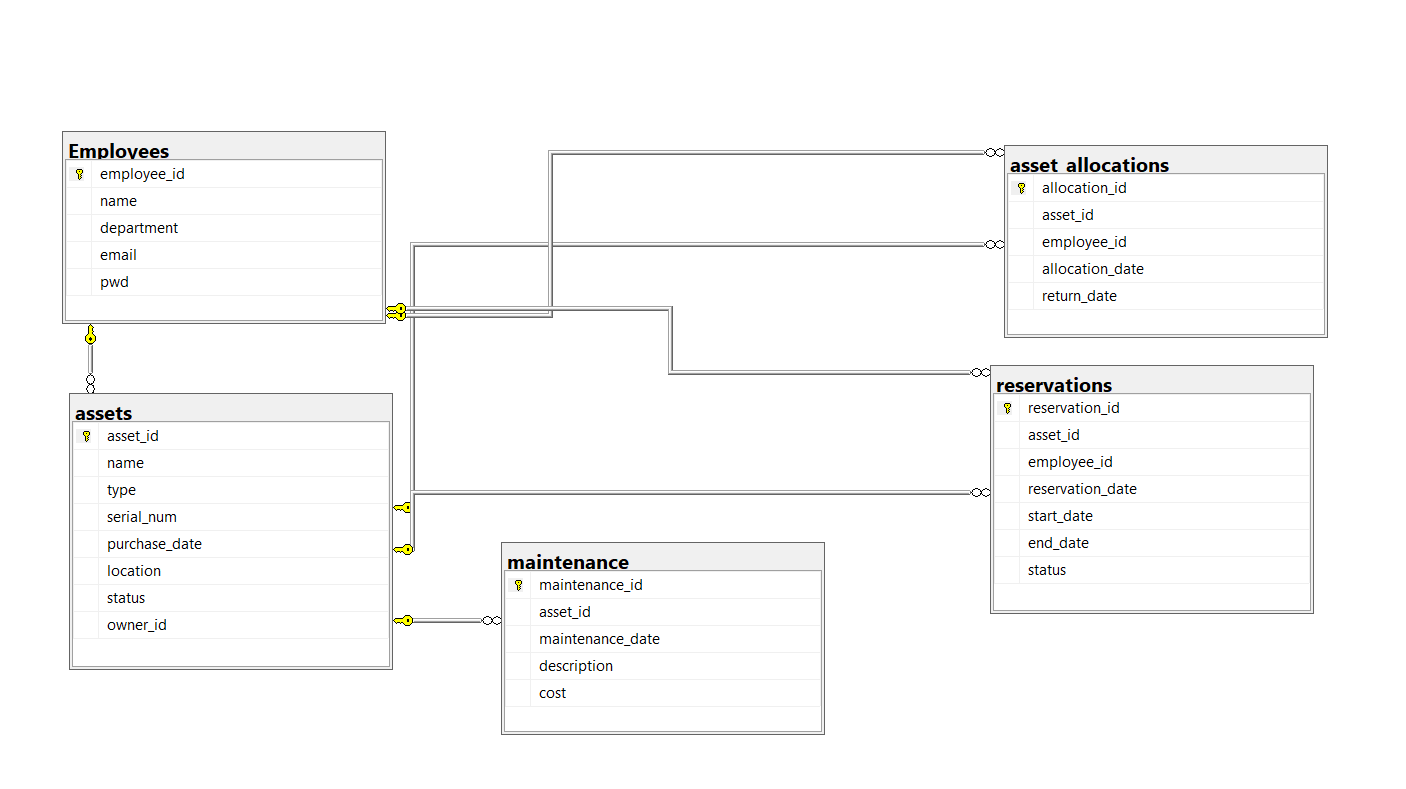 Employees
employee_id
name
department
email
pwd
assets
asset_id
name
type
serial_num
purchase_date
location
status
owner_id
maintenance
maintenance_id
asset_id
maintenance_date
description
cost
asset_allocations
allocation_id
asset_id
employee_id
allocation_date
return_date
reservations
reservation_id
asset_id
employee_id
reservation_date
start_date
end_date
status